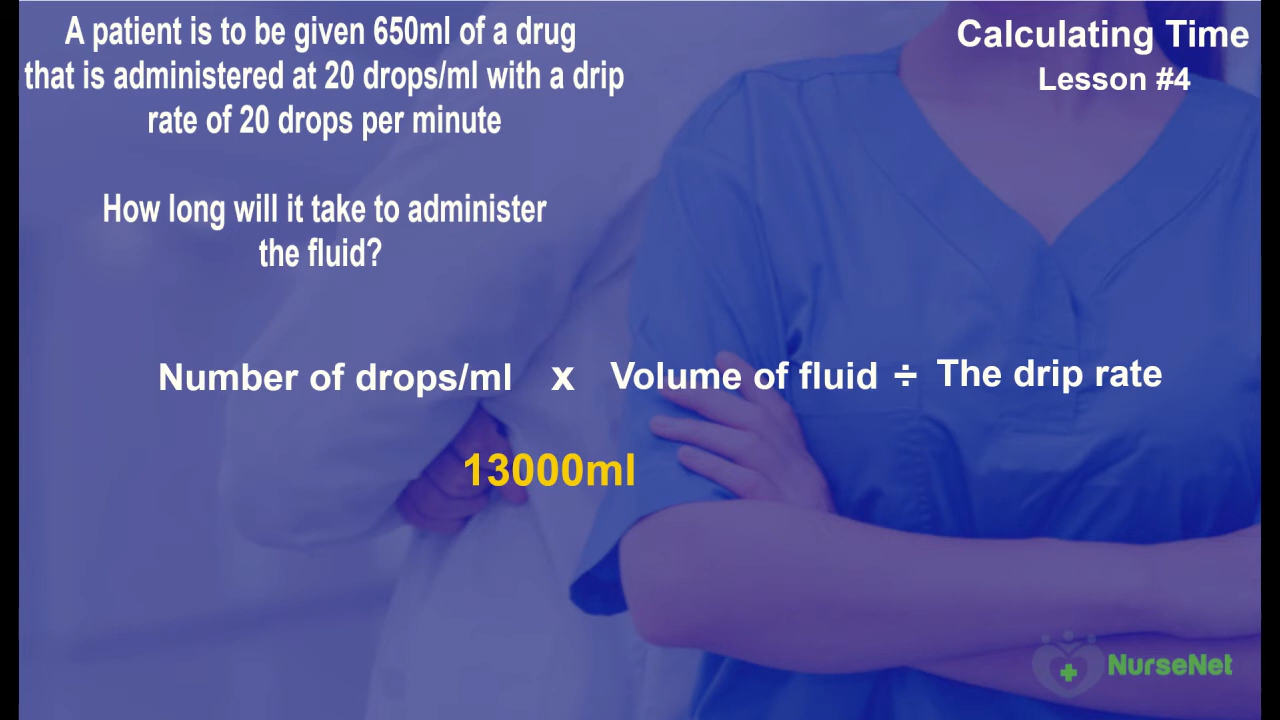 A patient is to be given 650ml of a drug
that is administered at 20 drops/ml with a drip
rate of 20 drops per minute
Calculating Time
Lesson #4
How long will it take to administer
the fluid?
Number of drops/ml x Volume of fluid ÷ The drip rate
13000ml
NurseNet